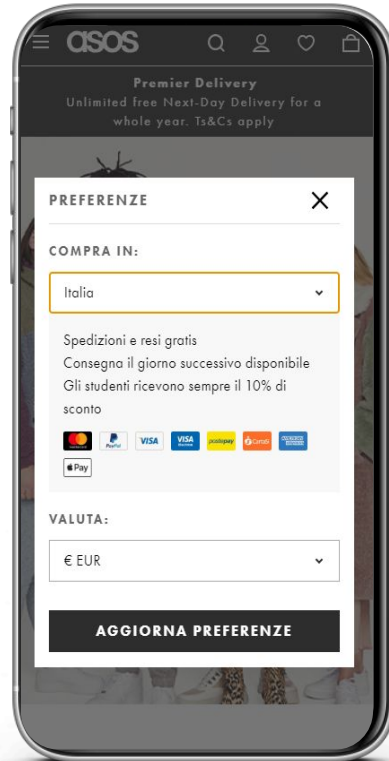 asos
Premier Delivery
Unlimited free Next-Day Delivery for a
whole year. Ts&Cs apply
PREFERENZE
COMPRA IN:
Italia
Spedizioni e resi gratis
Consegna il giorno successivo disponibile
Gli studenti ricevono sempre il 10% di
sconto
PayPal VISA VISA postepay CartaSi
Pay
VALUTA:
€ EUR
AGGIORNA PREFERENZE